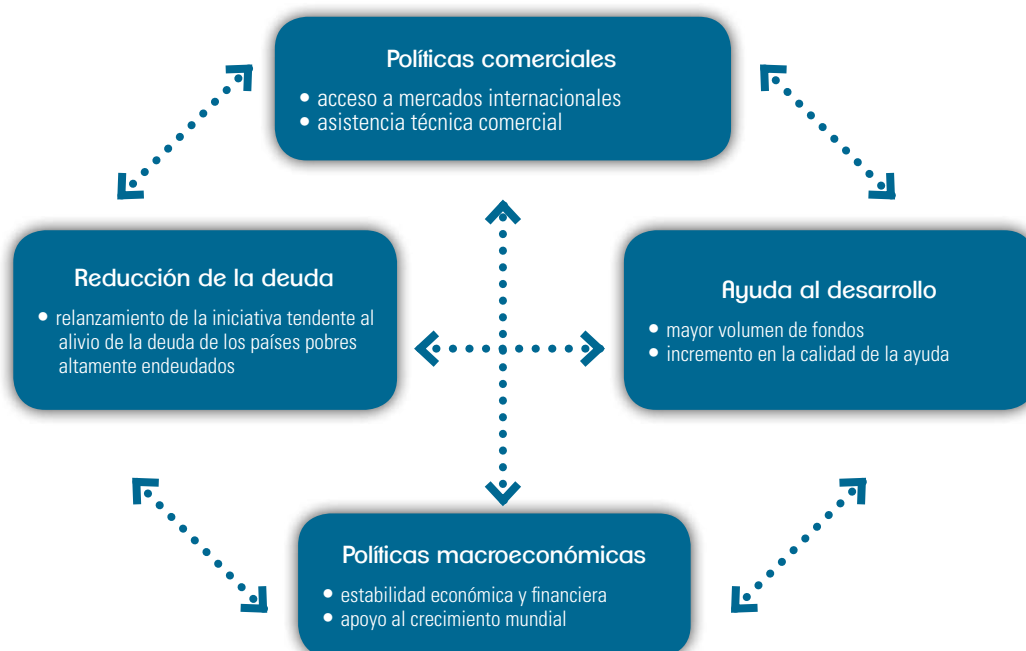 Políticas comerciales
• acceso a mercados internacionales
• asistencia técnica comercial
Reducción de la deuda
• relanzamiento de la iniciativa tendente al
alivio de la deuda de los países pobres
altamente endeudados
Ayuda al desarrollo
• mayor volumen de fondos
• incremento en la calidad de la ayuda
Políticas macroeconómicas
• estabilidad económica y financiera
• apoyo al crecimiento mundial